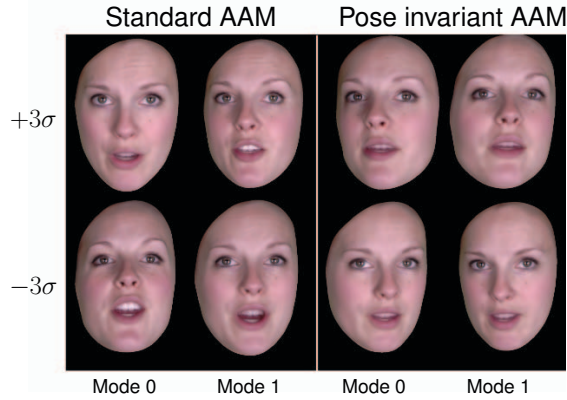 Standard AAM Pose invariant AAM
+3σ
−3σ
Mode 0 Mode 1 Mode 0 Mode 1